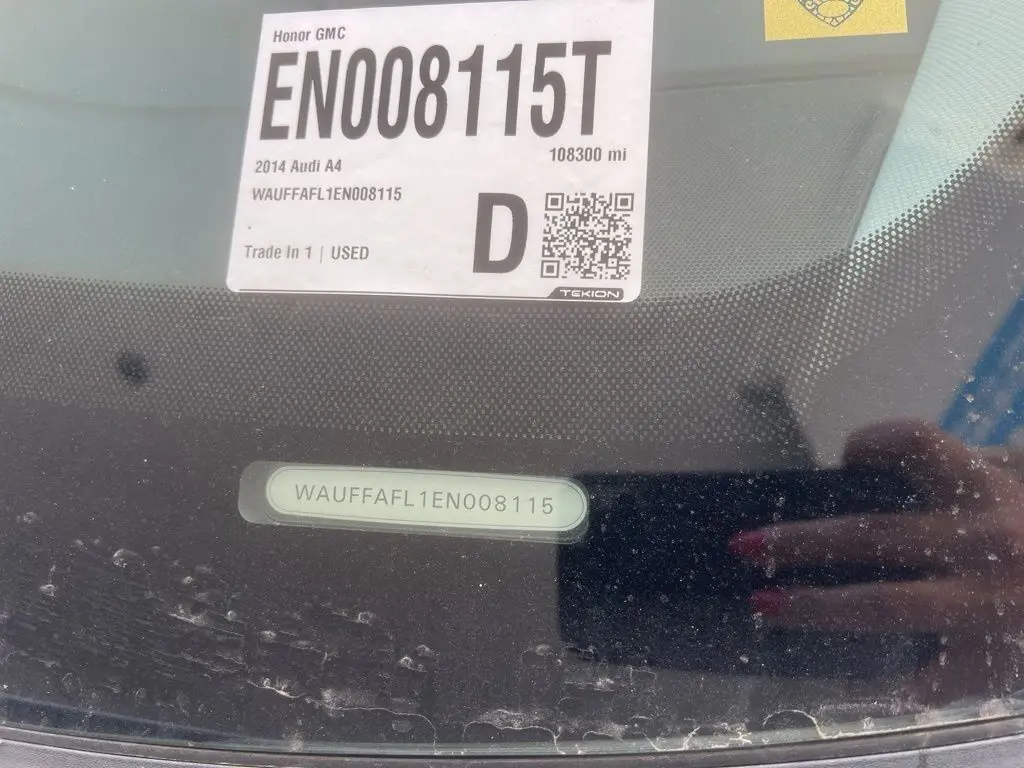 Honor GMC
EN008115T
108300 mi
2014 Audi A4
WAUFFAFL1EN008115
D
Trade In 1 | USED
TEKION
WAUFFAFL1EN008115